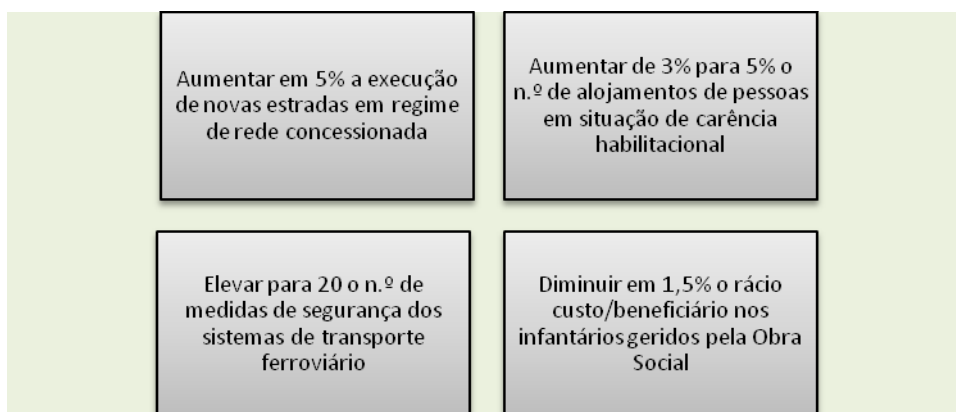 Aumentar em 5% a execução
de novas estradas em regime
de rede concessionada
Aumentar de 3% para 5% o
n.º de alojamentos de pessoas
em situação de carência
habilitacional
Elevar para 20 o n.º de
medidas de segurança dos
sistemas de transporte
ferroviário
Diminuir em 1,5% o rácio
custo/beneficiário nos
infantários geridos pela Obra
Social